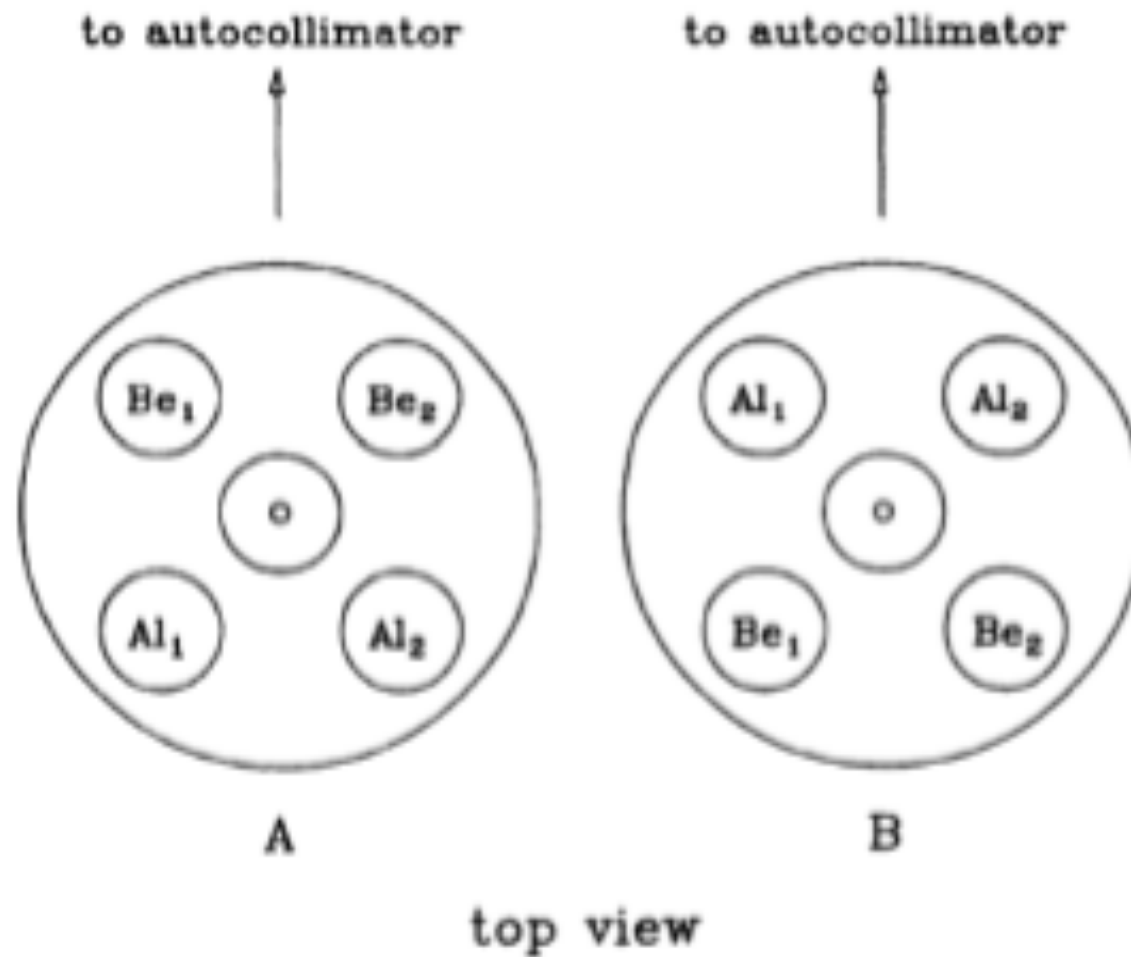 to autocollimator to autocollimator
Be₁ Be₂ Al₁ Al₂
Al₁ Al₂ Be₁ Be₂
A B
top view